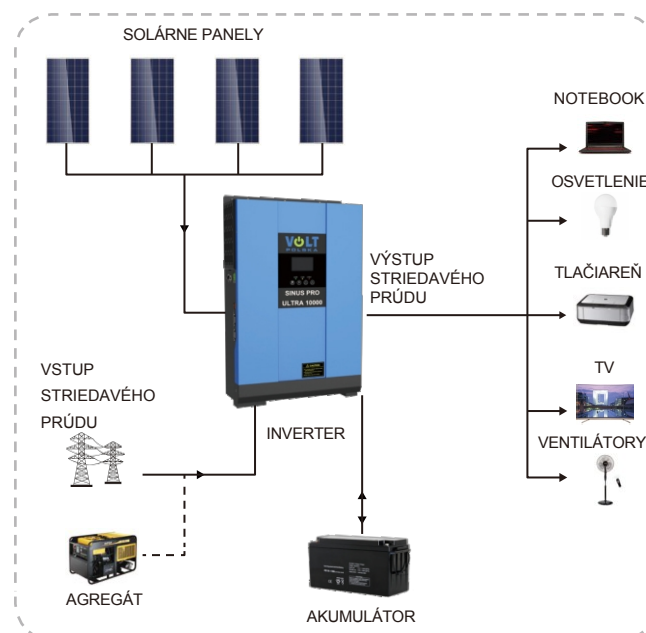 SOLÁRNE PANELY
NOTEBOOK
OSVETLENIE
VOLT
POLSKA
SINUS PRO
ULTRA 10000
VÝSTUP
STRIEDAVÉHO
PRÚDU
TLAČIAREŇ
TV
VENTILÁTORY
VSTUP
STRIEDAVÉHO
PRÚDU
INVERTER
AGREGÁT
AKUMULÁTOR